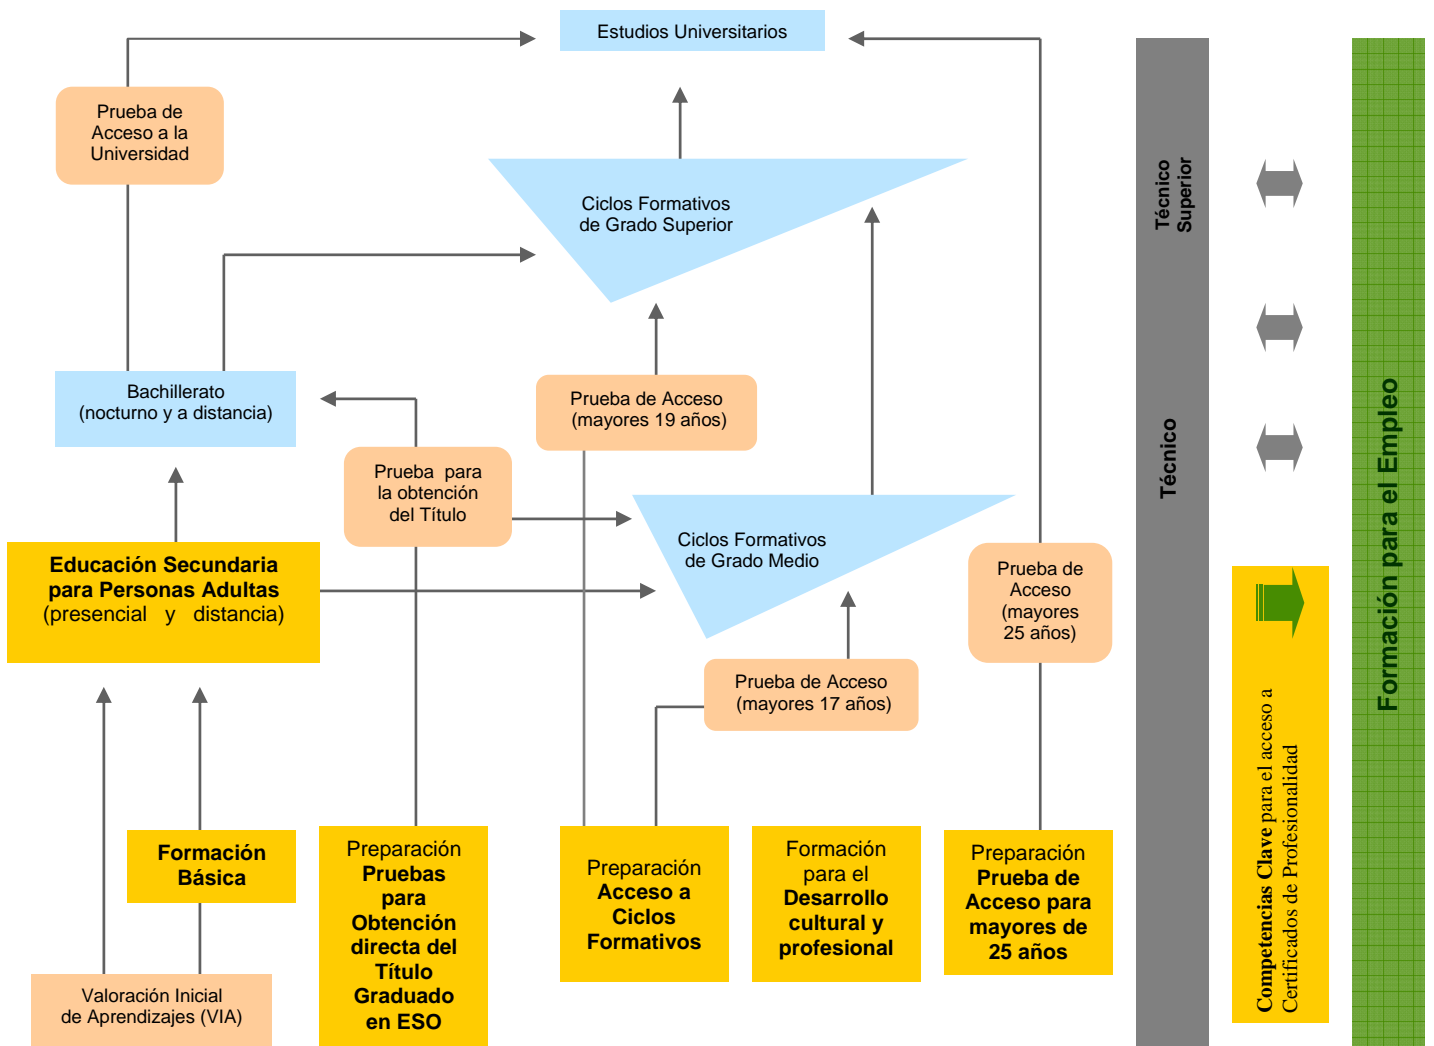 Estudios Universitarios
Prueba de
Acceso a la
Universidad
Ciclos Formativos
de Grado Superior
Técnico
Superior
Bachillerato
(nocturno y a distancia)
Prueba de Acceso
(mayores 19 años)
Prueba para
la obtención
del Título
Técnico
Formación para el Empleo
Ciclos Formativos
de Grado Medio
Educación Secundaria
para Personas Adultas
(presencial y distancia)
Prueba de
Acceso
(mayores
25 años)
Prueba de Acceso
(mayores 17 años)
Competencias Clave para el acceso a
Certificados de Profesionalidad
Formación
Básica
Preparación
Pruebas
para
Obtención
directa del
Título
Graduado
en ESO
Preparación
Acceso a
Ciclos
Formativos
Formación
para el
Desarrollo
cultural y
profesional
Preparación
Prueba de
Acceso para
mayores de
25 años
Valoración Inicial
de Aprendizajes (VIA)